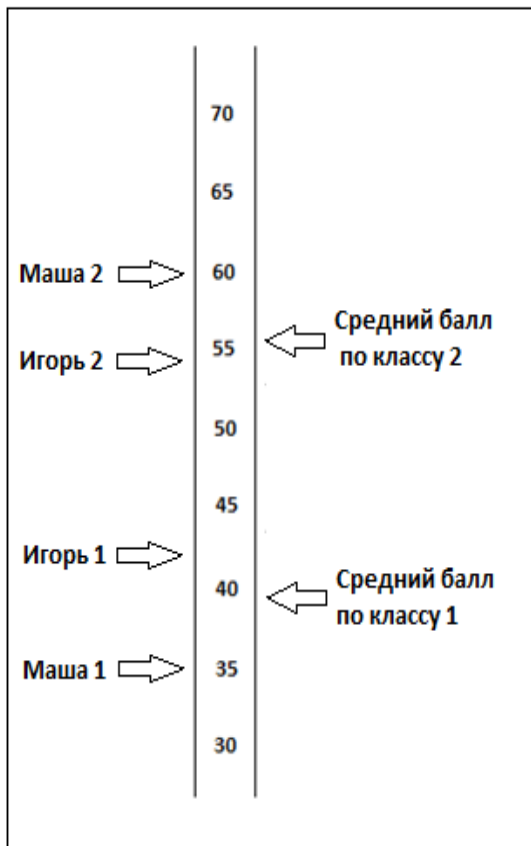 70
65
Маша 2
60
Средний балл
по классу 2
55
Игорь 2
50
45
Игорь 1
40
Средний балл
по классу 1
Маша 1
35
30